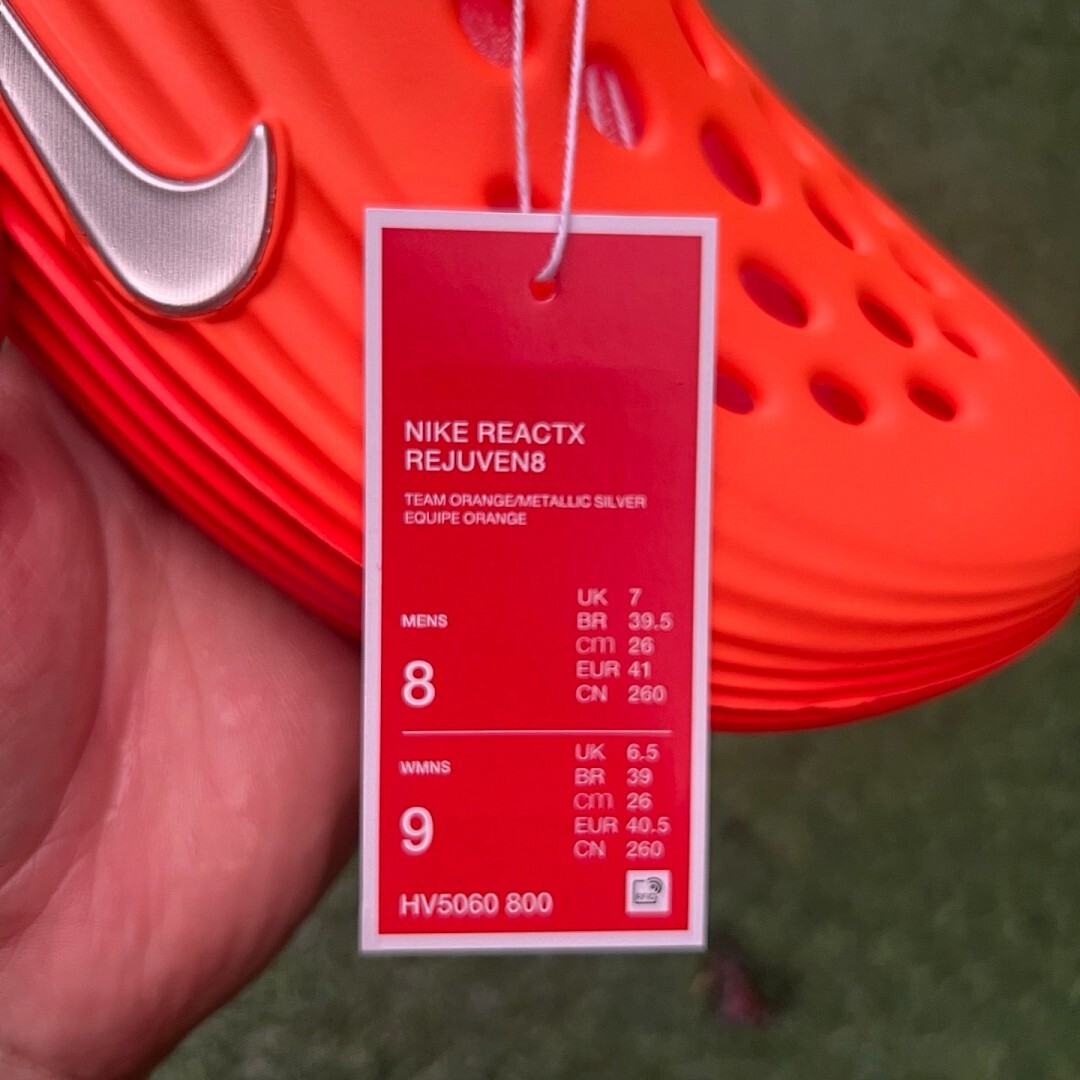 NIKE REACTX
REJUVEN8
TEAM ORANGE/METALLIC SILVER
EQUIPE ORANGE
MENS
8
UK 7
BR 39.5
cm 26
EUR 41
CN 260
WMNS
9
UK 6.5
BR 39
cm 26
EUR 40.5
CN 260
HV5060 800
RFID